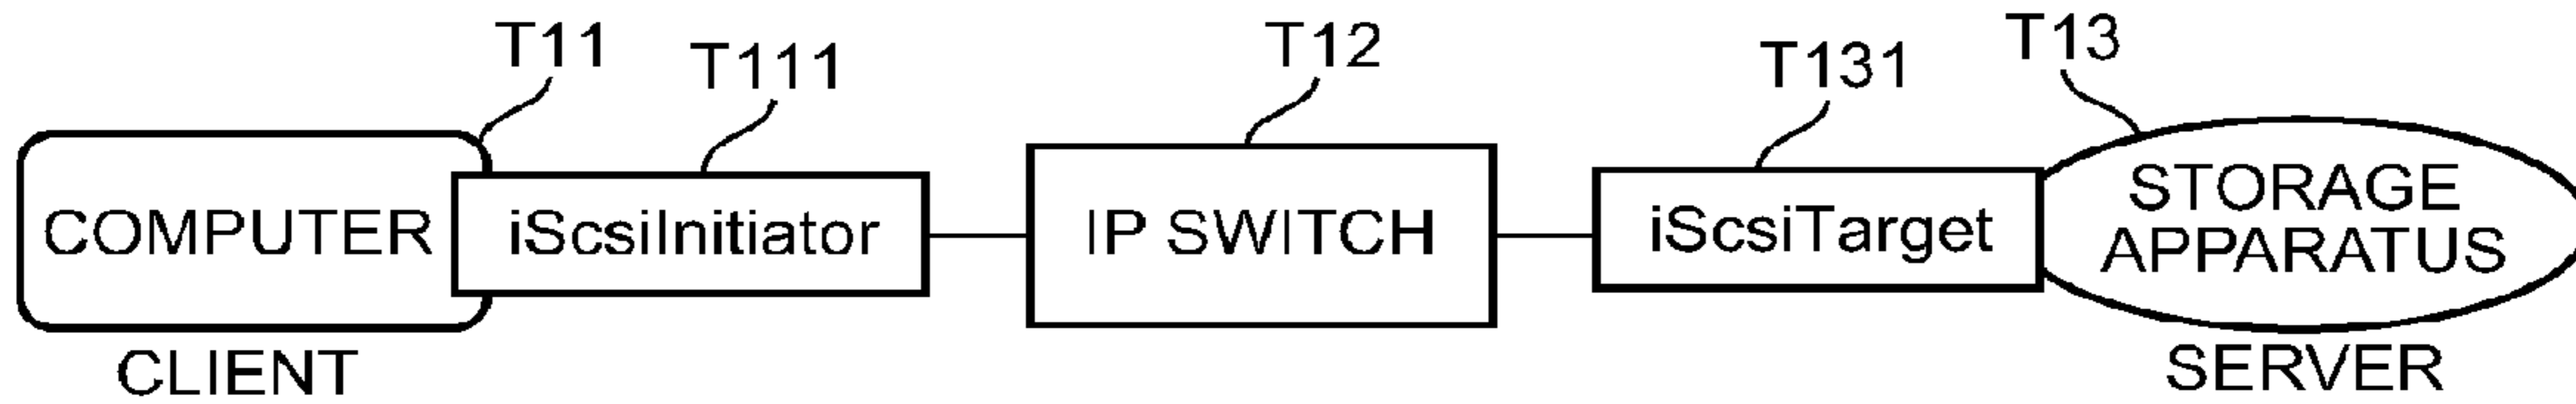 T11
T111
T12
T131
T13
COMPUTER
iScsiInitiator
IP SWITCH
iScsiTarget
STORAGE
APPARATUS
CLIENT
SERVER